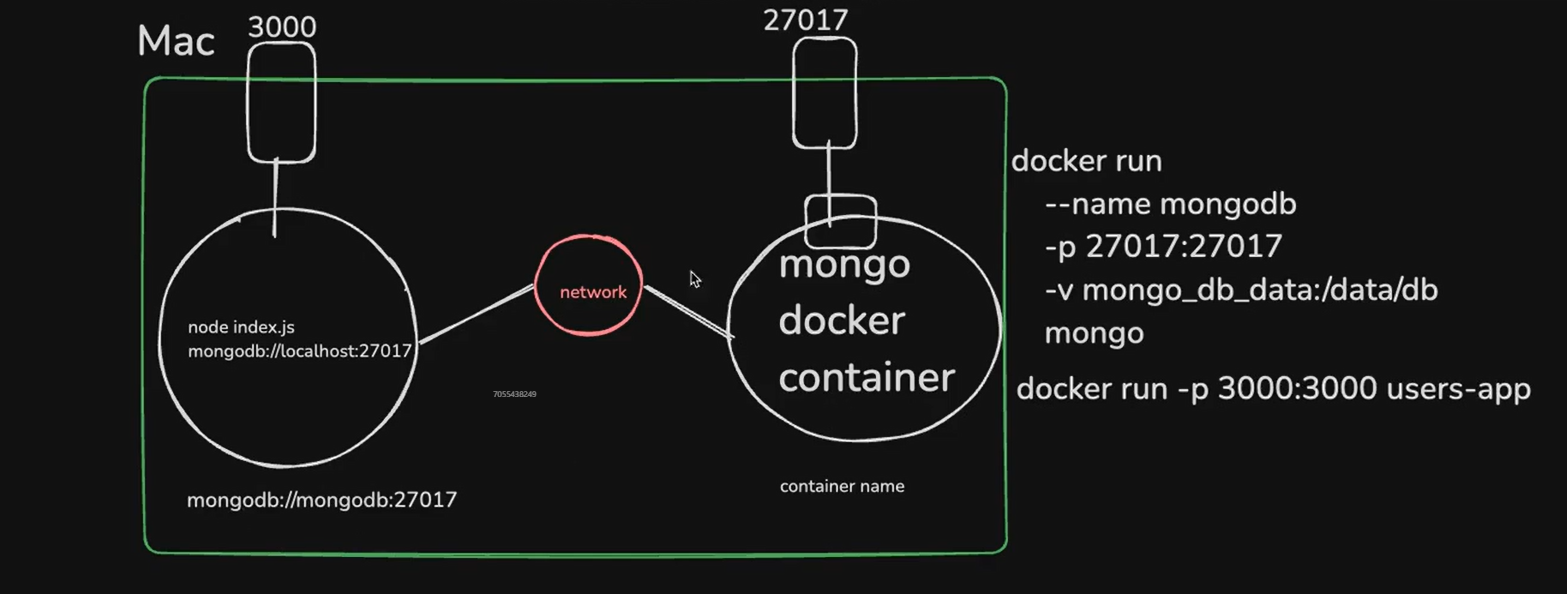 Mac
3000
27017
node index.js
mongodb://localhost:27017
network
mongo
docker
container
7055438249
mongodb://mongodb:27017
container name
docker run
--name mongodb
-p 27017:27017
-v mongo_db_data:/data/db
mongo
docker run -p 3000:3000 users-app